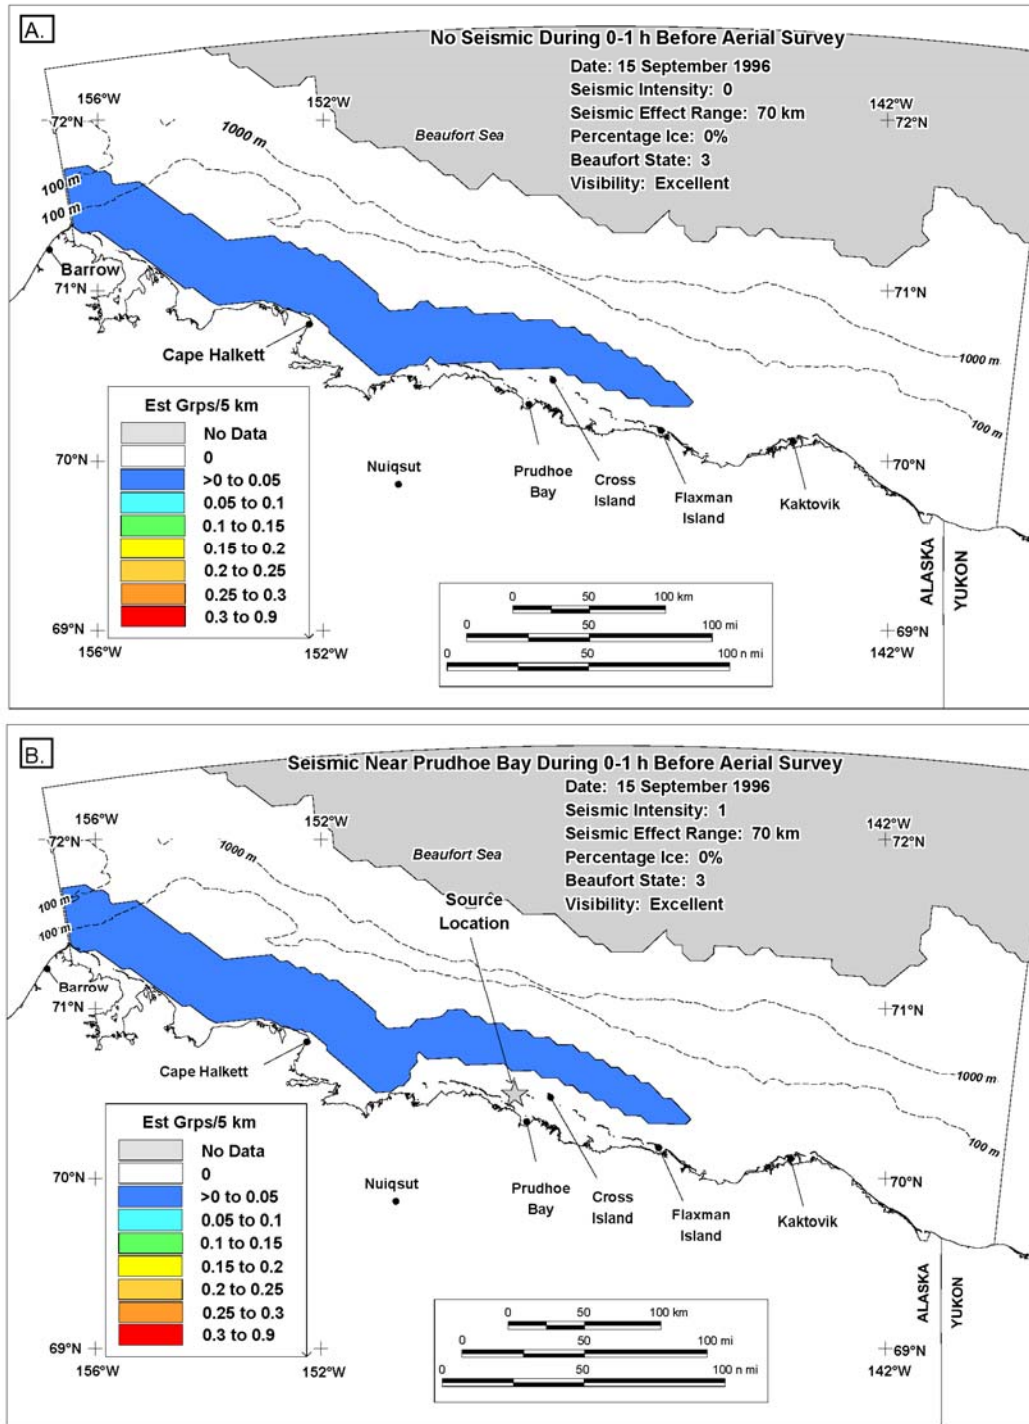 A.
No Seismic During 0-1 h Before Aerial Survey
Date: 15 September 1996
Seismic Intensity: 0
Seismic Effect Range: 70 km
Percentage Ice: 0%
Beaufort State: 3
Visibility: Excellent
156°W
152°W
142°W
72°N
72°N
1000 m
Beaufort Sea
100 m
100 m
Barrow
71°N
71°N
Cape Halkett
1000 m
100 m
Est Grps/5 km
No Data
0
>0 to 0.05
0.05 to 0.1
0.1 to 0.15
0.15 to 0.2
0.2 to 0.25
0.25 to 0.3
0.3 to 0.9
70°N
70°N
Nuiqsut
Prudhoe
Bay
Cross
Island
Flaxman
Island
Kaktovik
ALASKA
YUKON
0 50 100 km
0 50 100 mi
0 50 100 n mi
69°N
69°N
156°W
152°W
142°W
B.
Seismic Near Prudhoe Bay During 0-1 h Before Aerial Survey
Date: 15 September 1996
Seismic Intensity: 1
Seismic Effect Range: 70 km
Percentage Ice: 0%
Beaufort State: 3
Visibility: Excellent
156°W
152°W
142°W
72°N
72°N
1000 m
Beaufort Sea
Source
Location
100 m
100 m
Barrow
71°N
71°N
Cape Halkett
1000 m
100 m
Est Grps/5 km
No Data
0
>0 to 0.05
0.05 to 0.1
0.1 to 0.15
0.15 to 0.2
0.2 to 0.25
0.25 to 0.3
0.3 to 0.9
70°N
70°N
Nuiqsut
Prudhoe
Bay
Cross
Island
Flaxman
Island
Kaktovik
ALASKA
YUKON
0 50 100 km
0 50 100 mi
0 50 100 n mi
69°N
69°N
156°W
152°W
142°W